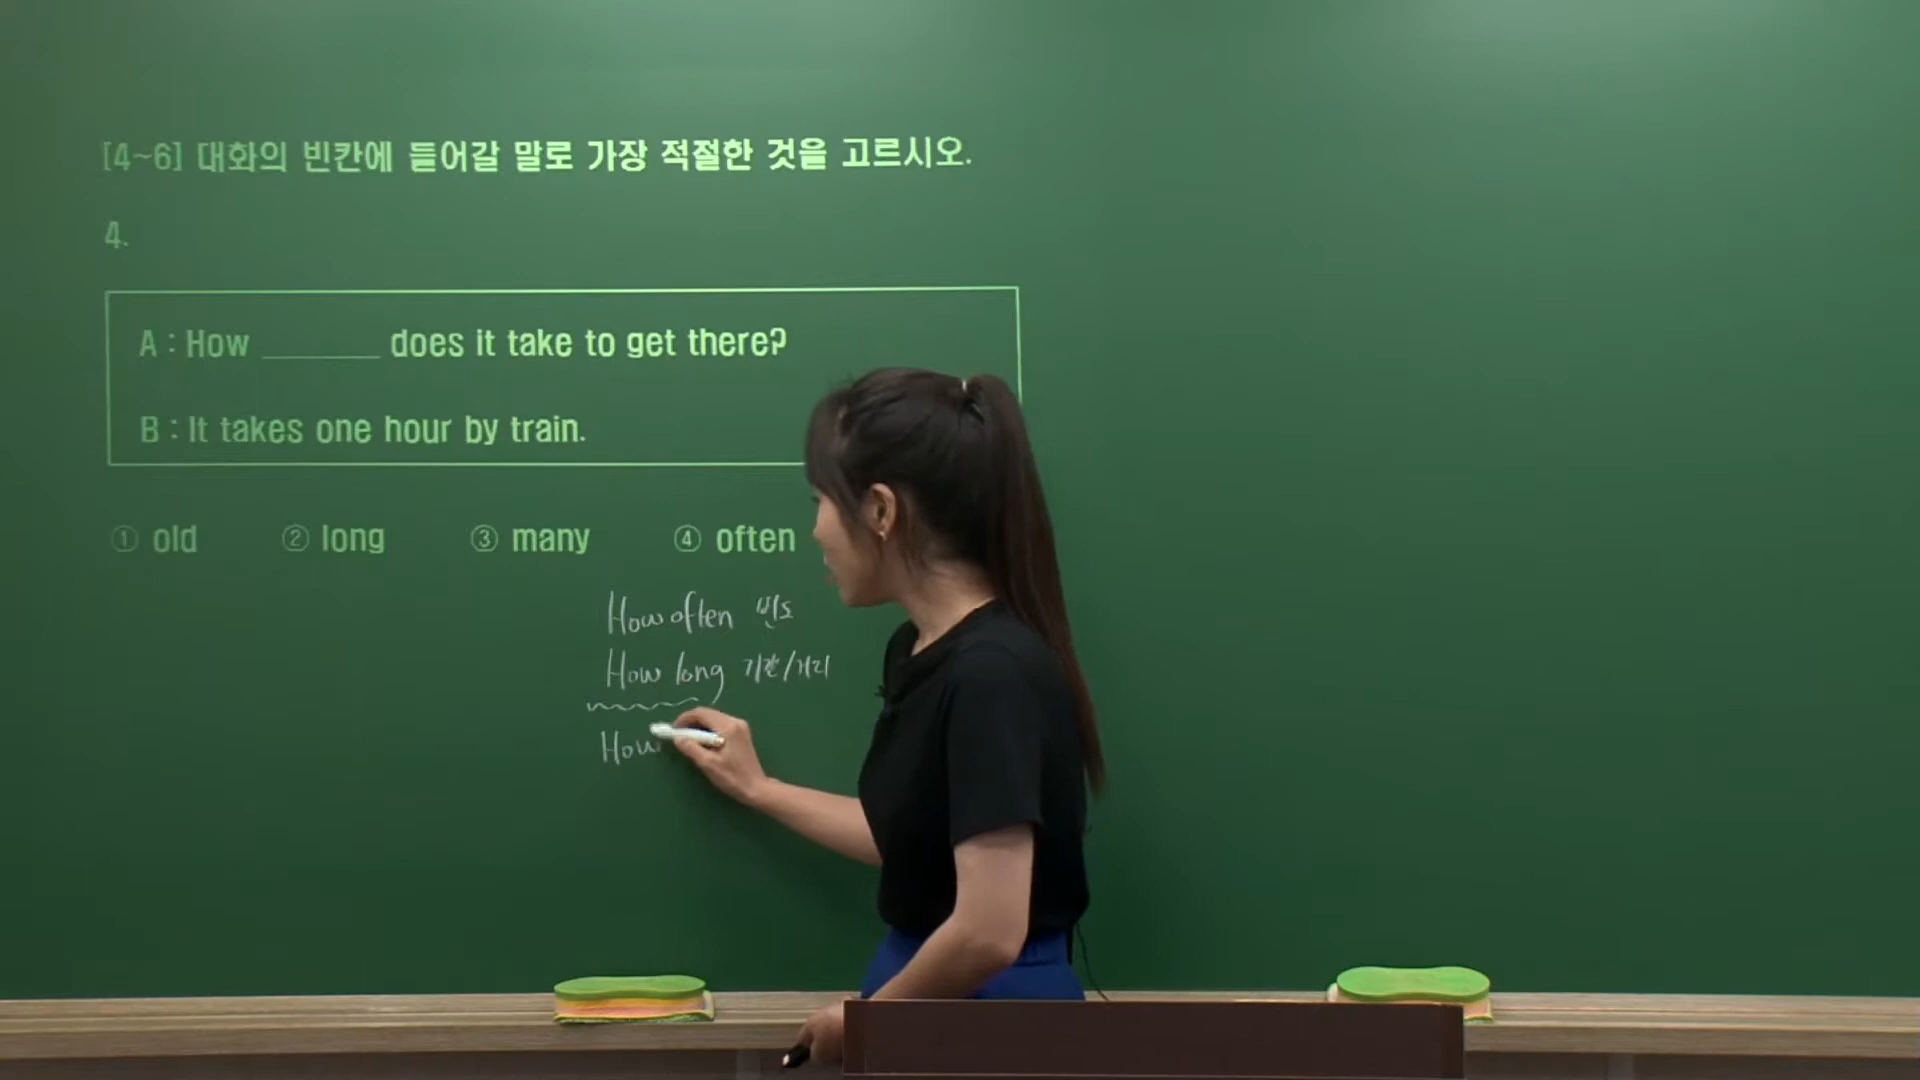 [4~6] 대화의 빈칸에 들어갈 말로 가장 적절한 것을 고르시오.
4.
A : How ______ does it take to get there?
B : It takes one hour by train.
① old ② long ③ many ④ often
How often 빈도
How long 기간/거리
How